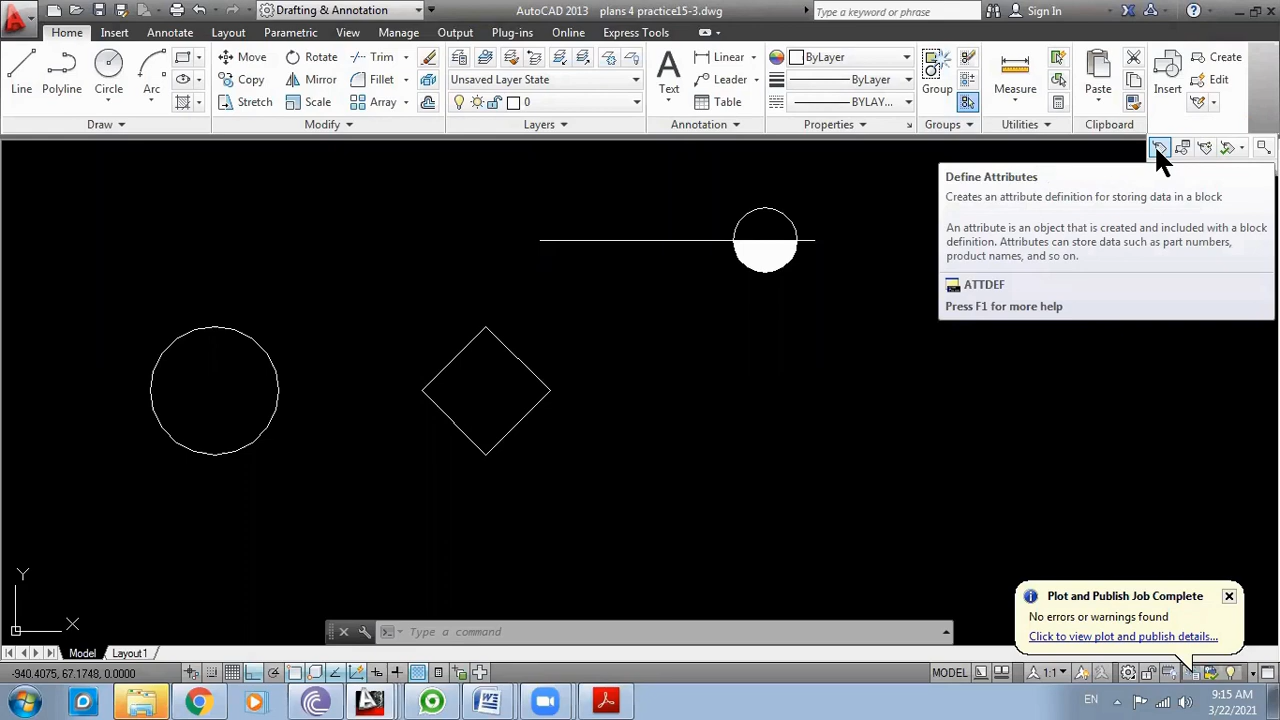 Drafting & Annotation
AutoCAD 2013 plans 4 practice15-3.dwg
Type a keyword or phrase
Sign In
Home Insert Annotate Layout Parametric View Manage Output Plug-ins Online Express Tools
Line
Polyline
Circle
Arc
Move Rotate Trim
Copy Mirror Fillet
Stretch Scale Array
Unsaved Layer State
0
Text
Linear
Leader
Table
ByLayer
ByLayer
BYLAY...
Group
Measure
Paste
Insert
Create
Edit
Draw Modify Layers Annotation Properties Groups Utilities Clipboard
Define Attributes
Creates an attribute definition for storing data in a block
An attribute is an object that is created and included with a block
definition. Attributes can store data such as part numbers,
product names, and so on.
ATTDEF
Press F1 for more help
Y
X
Plot and Publish Job Complete
No errors or warnings found
Click to view plot and publish details...
Type a command
Model Layout1
-940.4075, 67.1748, 0.0000
MODEL
1:1
EN
9:15 AM
3/22/2021